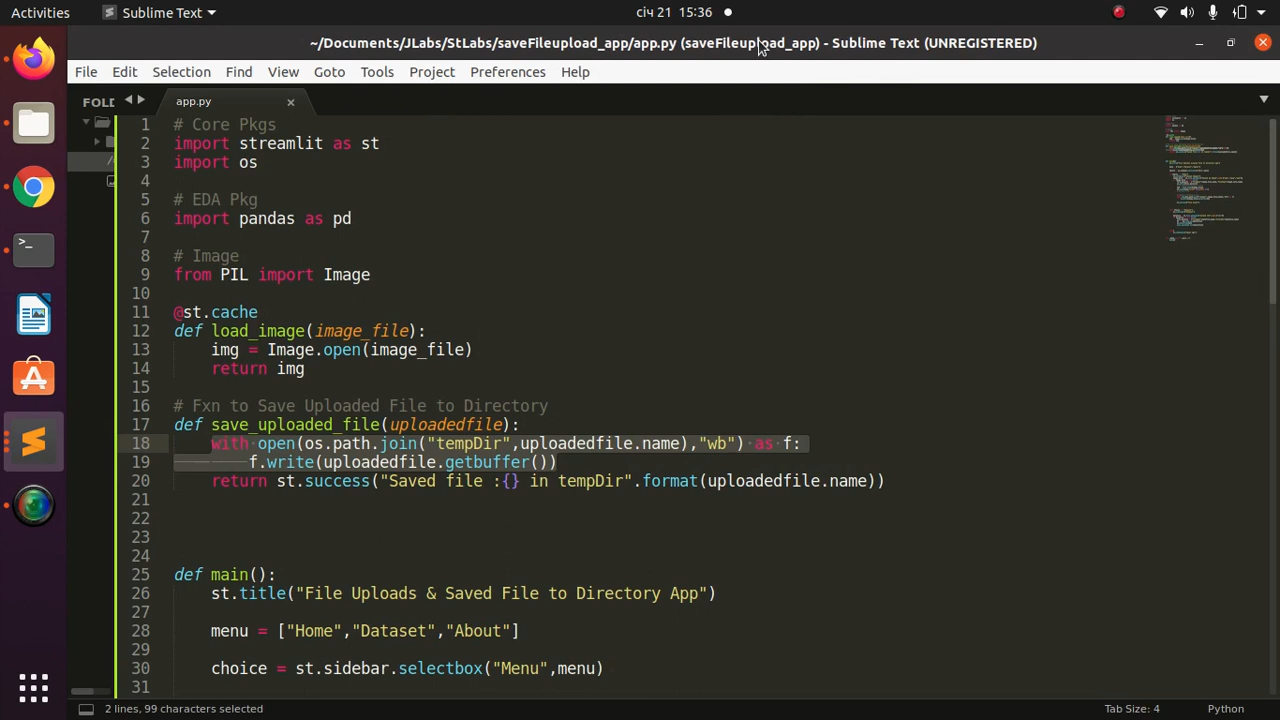 Activities
Sublime Text
січ 21 15:36
~/Documents/JLabs/StLabs/saveFileupload_app/app.py (saveFileupload_app) - Sublime Text (UNREGISTERED)
File Edit Selection Find View Goto Tools Project Preferences Help
FOLD
app.py
1 # Core Pkgs
2 import streamlit as st
3 import os
4
5 # EDA Pkg
6 import pandas as pd
7
8 # Image
9 from PIL import Image
10
11 @st.cache
12 def load_image(image_file):
13 img = Image.open(image_file)
14 return img
15
16 # Fxn to Save Uploaded File to Directory
17 def save_uploaded_file(uploadedfile):
18 with open(os.path.join("tempDir",uploadedfile.name),"wb") as f:
19 f.write(uploadedfile.getbuffer())
20 return st.success("Saved file :{} in tempDir".format(uploadedfile.name))
21
22
23
24
25 def main():
26 st.title("File Uploads & Saved File to Directory App")
27
28 menu = ["Home","Dataset","About"]
29
30 choice = st.sidebar.selectbox("Menu",menu)
31
2 lines, 99 characters selected
Tab Size: 4
Python